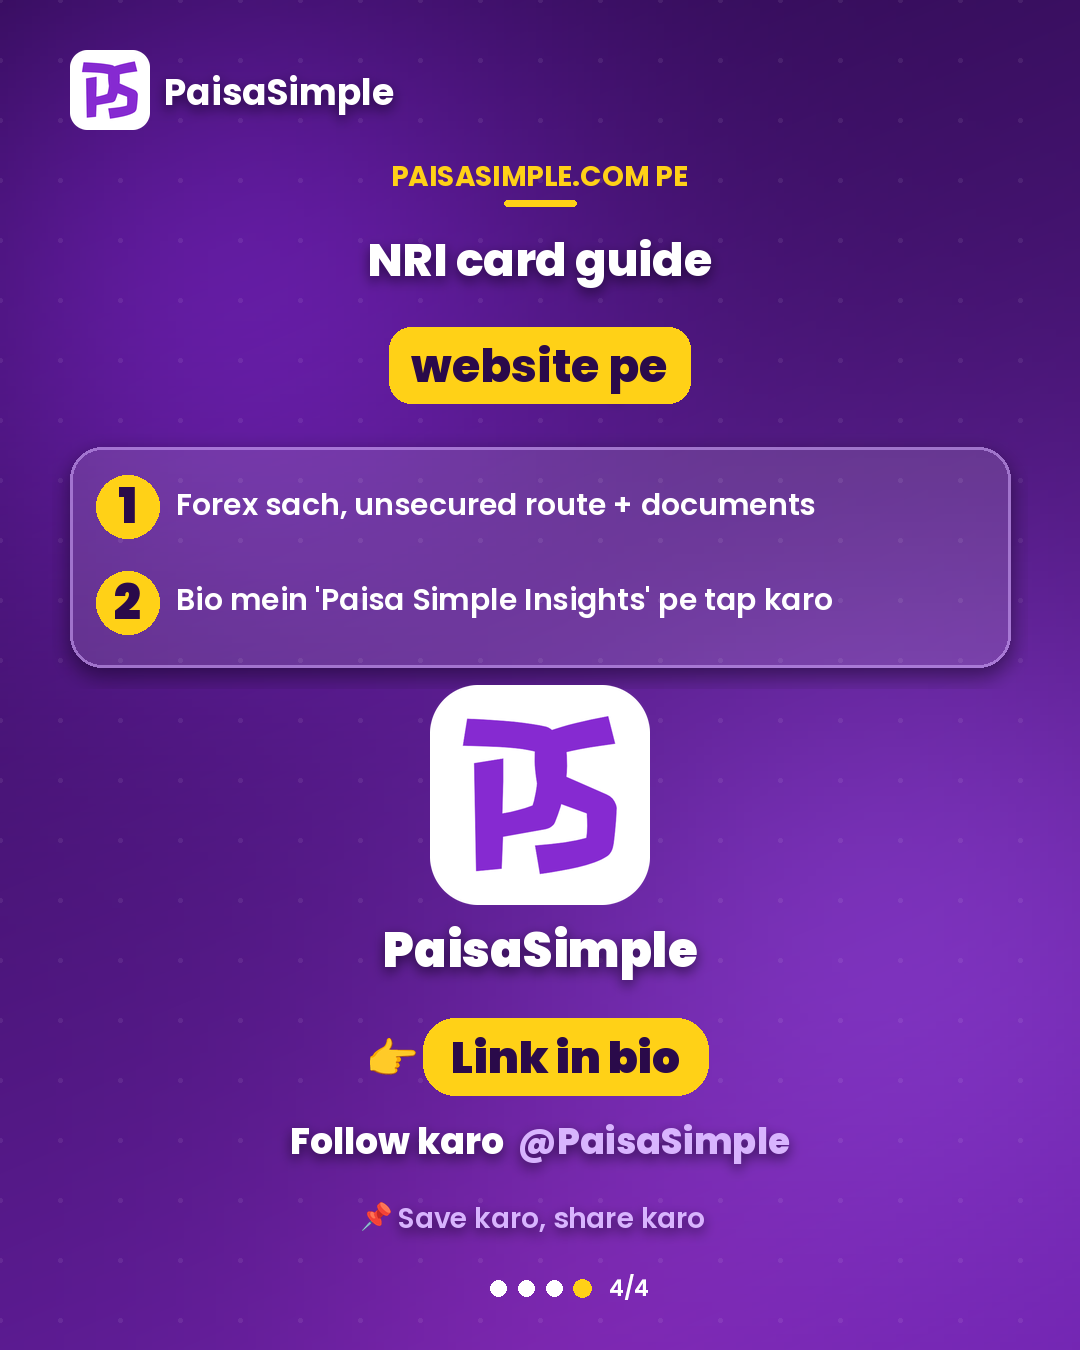 PaisaSimple
PAISASIMPLE.COM PE
NRI card guide
website pe
1 Forex sach, unsecured route + documents
2 Bio mein 'Paisa Simple Insights' pe tap karo
PS
PaisaSimple
👉 Link in bio
Follow karo @PaisaSimple
📌 Save karo, share karo
4/4